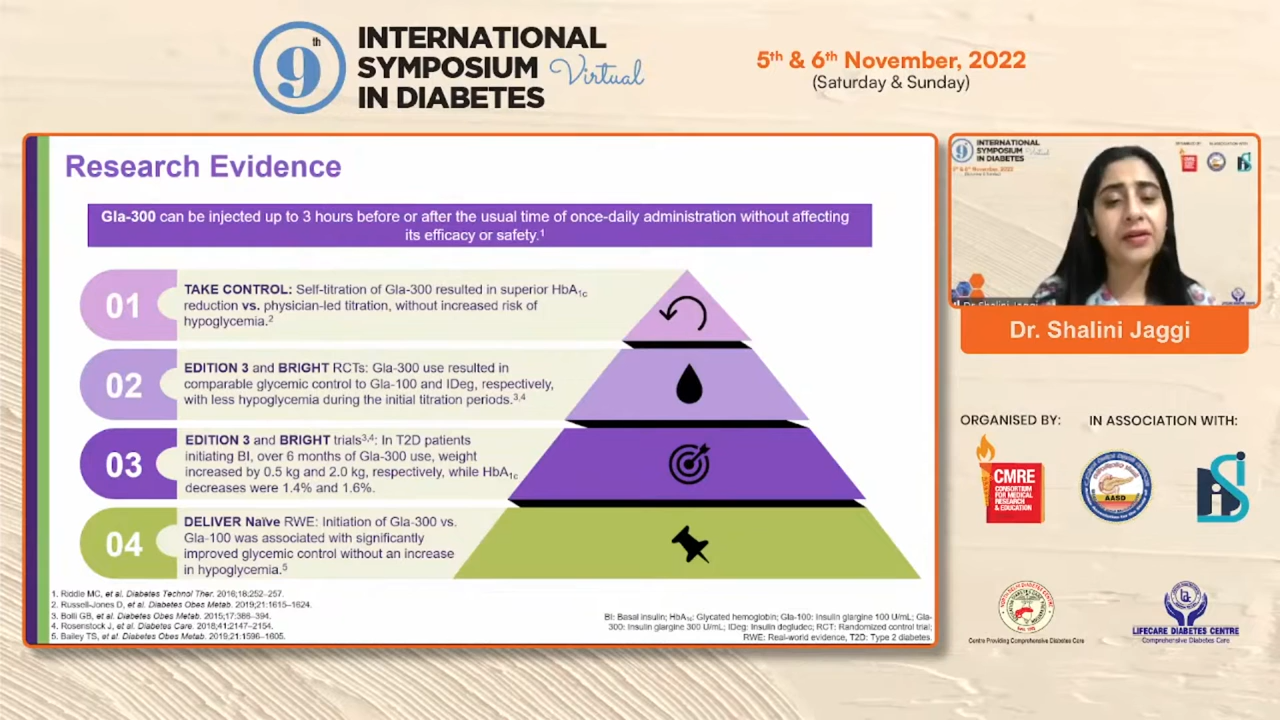 9th
INTERNATIONAL
SYMPOSIUM Virtual
IN DIABETES
5th & 6th November, 2022
(Saturday & Sunday)
Research Evidence
Gla-300 can be injected up to 3 hours before or after the usual time of once-daily administration without affecting
its efficacy or safety.1
01
TAKE CONTROL: Self-titration of Gla-300 resulted in superior HbA1c
reduction vs. physician-led titration, without increased risk of
hypoglycemia.2
02
EDITION 3 and BRIGHT RCTs: Gla-300 use resulted in
comparable glycemic control to Gla-100 and IDeg, respectively,
with less hypoglycemia during the initial titration periods.3,4
03
EDITION 3 and BRIGHT trials3,4: In T2D patients
initiating BI, over 6 months of Gla-300 use, weight
increased by 0.5 kg and 2.0 kg, respectively, while HbA1c
decreases were 1.4% and 1.6%.
04
DELIVER Naïve RWE: Initiation of Gla-300 vs.
Gla-100 was associated with significantly
improved glycemic control without an increase
in hypoglycemia.5
1. Riddle MC, et al. Diabetes Technol Ther. 2016;18:252–257.
2. Russell-Jones D, et al. Diabetes Obes Metab. 2019;21:1615–1624.
3. Bolli GB, et al. Diabetes Obes Metab. 2015;17:386–394.
4. Rosenstock J, et al. Diabetes Care. 2018;41:2147–2154.
5. Bailey TS, et al. Diabetes Obes Metab. 2019;21:1596–1605.
BI: Basal insulin; HbA1c: Glycated hemoglobin; Gla-100: Insulin glargine 100 U/mL; Gla-
300: Insulin glargine 300 U/mL; IDeg: Insulin degludec; RCT: Randomized control trial;
RWE: Real-world evidence, T2D: Type 2 diabetes.
9th
INTERNATIONAL
SYMPOSIUM
IN DIABETES
Dr Shalini Jaggi
Dr. Shalini Jaggi
ORGANISED BY:
IN ASSOCIATION WITH:
CMRE
CONSORTIUM
FOR MEDICAL
RESEARCH
& EDUCATION
AASD
Centre Providing Comprehensive Diabetes Care
LIFECARE DIABETES CENTRE
Comprehensive Diabetes Care